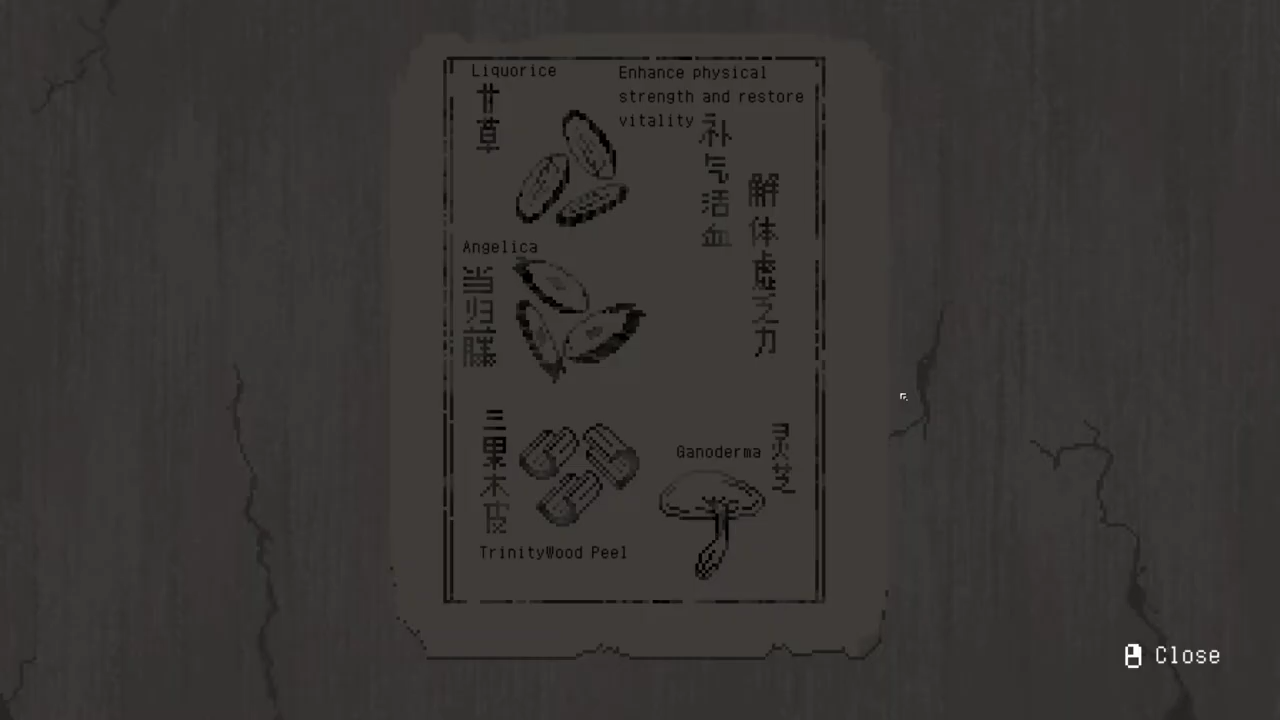 Liquorice
甘草
Enhance physical
strength and restore
vitality
补气活血
解体虚乏力
Angelica
当归藤
三果木皮
TrinityWood Peel
Ganoderma
灵芝
Close